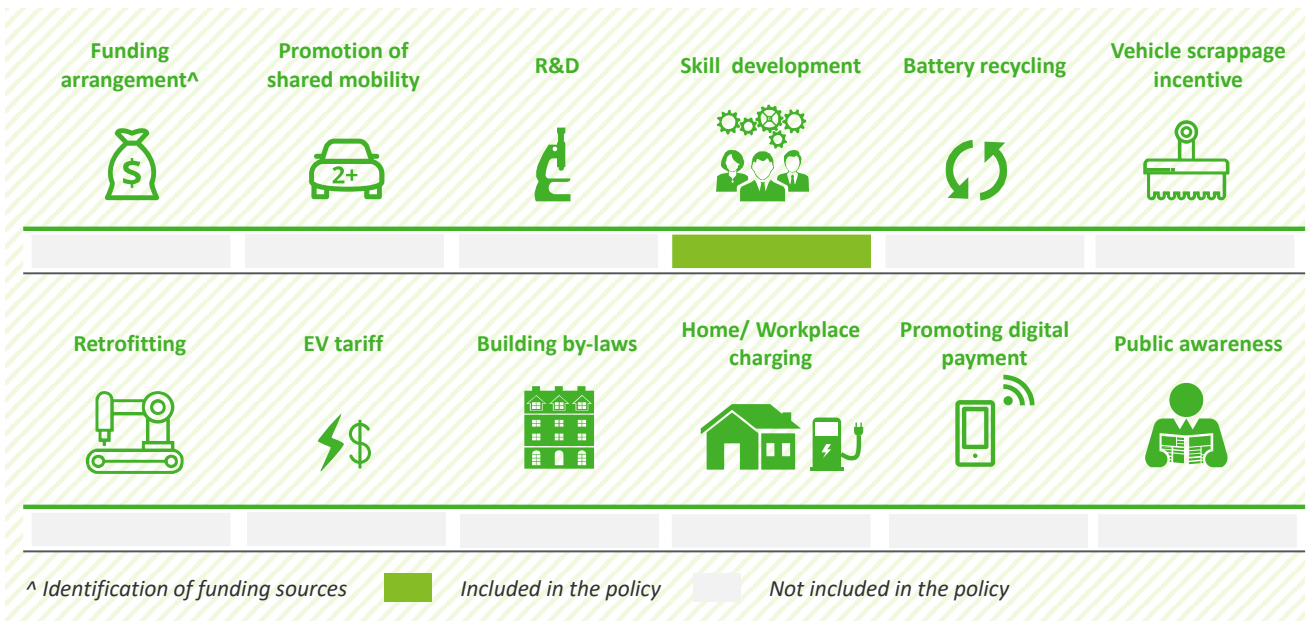 Funding
arrangement^
Promotion of
shared mobility
R&D
Skill development
Battery recycling
Vehicle scrappage
incentive
$
2+
Retrofitting
EV tariff
Building by-laws
Home/ Workplace
charging
Promoting digital
payment
Public awareness
$
^ Identification of funding sources
Included in the policy
Not included in the policy